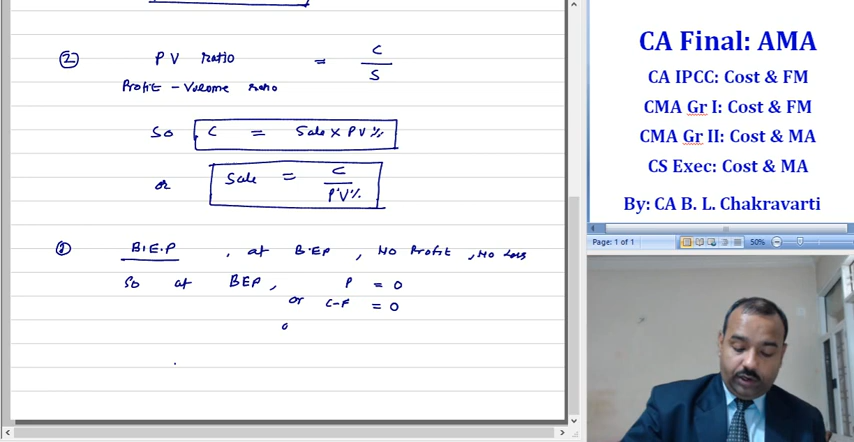 ② PV ratio = C/S
Profit - Volume ratio
So C = Sale x PV%
or Sale = C/PV%
③ B.E.P, at B.E.P, No Profit, No Loss
So at BEP, P = 0
or C-F = 0
CA Final: AMA
CA IPCC: Cost & FM
CMA Gr I: Cost & FM
CMA Gr II: Cost & MA
CS Exec: Cost & MA
By: CA B. L. Chakravarti
Page: 1 of 1
50%